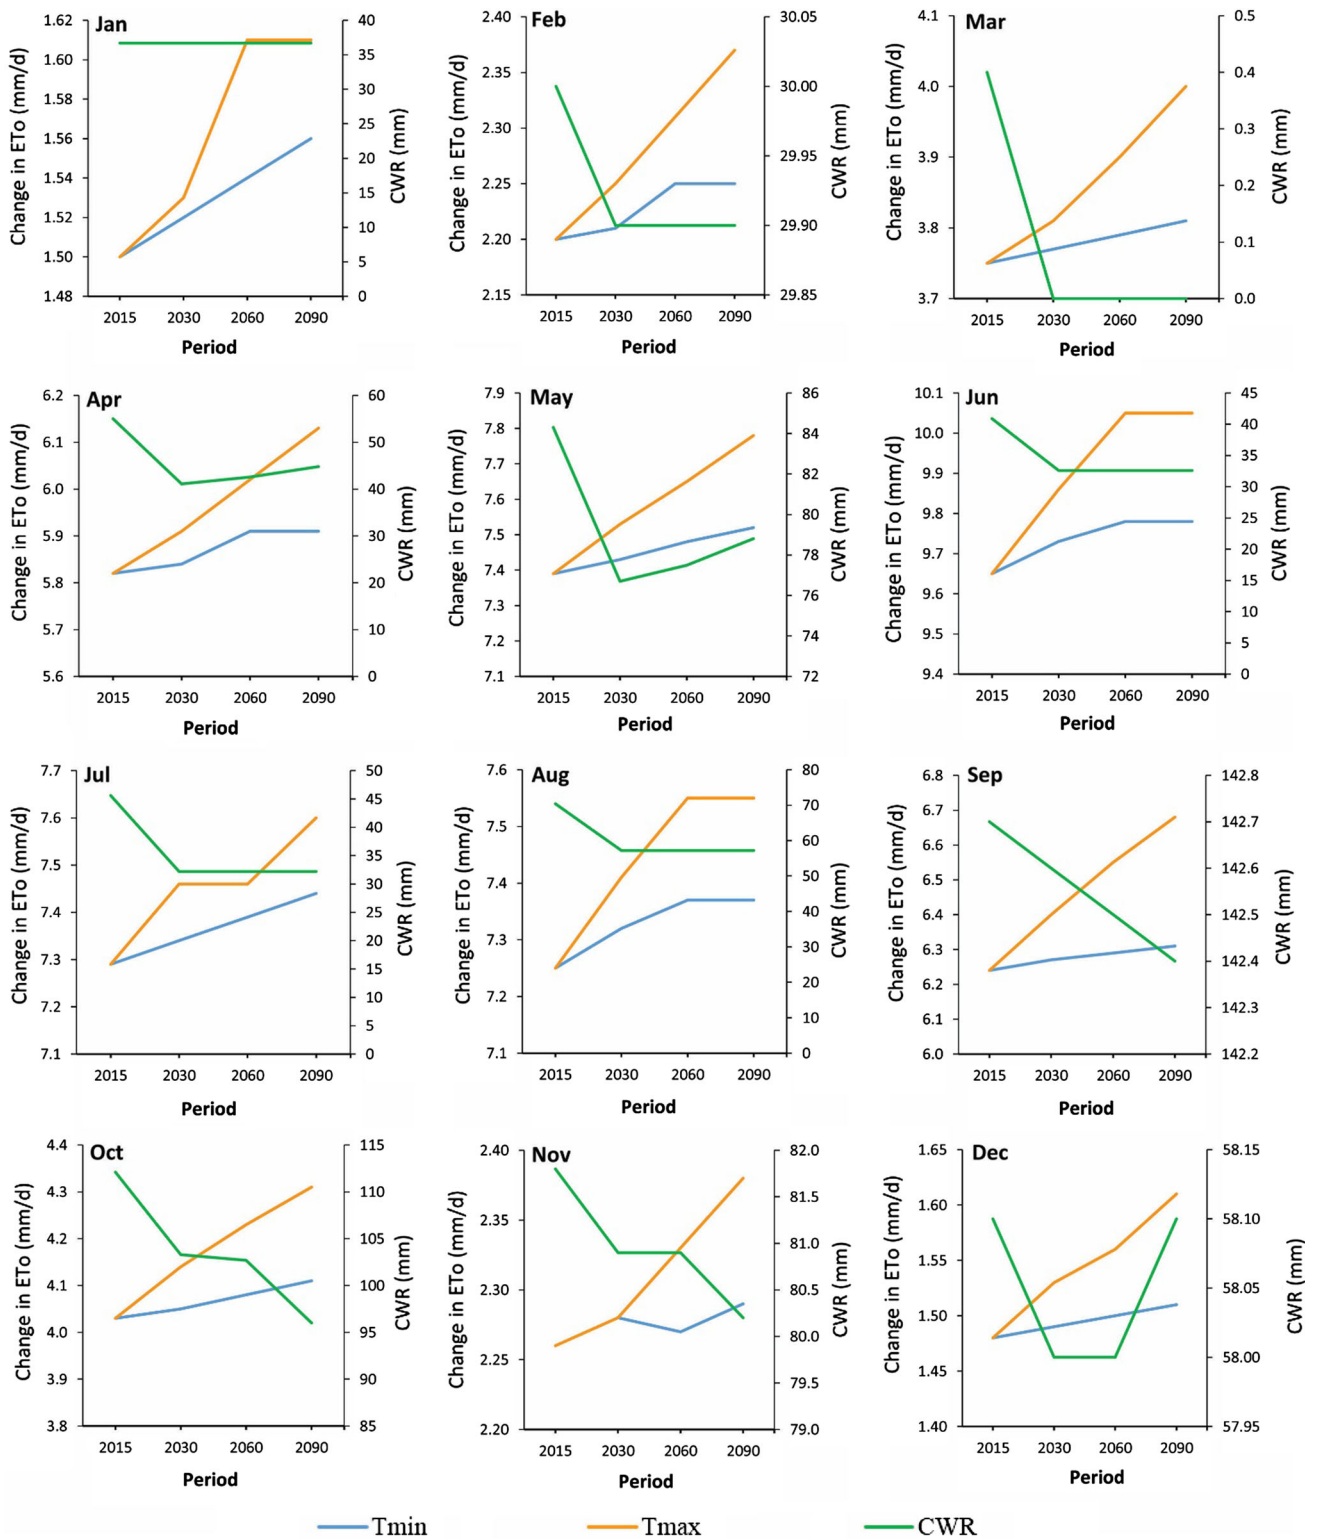 Jan
Change in ETo (mm/d)
1.62
1.60
1.58
1.56
1.54
1.52
1.50
1.48
40
35
30
25
20
15
10
5
0
CWR (mm)
2015 2030 2060 2090
Period
Feb
Change in ETo (mm/d)
2.40
2.35
2.30
2.25
2.20
2.15
30.05
30.00
29.95
29.90
29.85
CWR (mm)
2015 2030 2060 2090
Period
Mar
Change in ETo (mm/d)
4.1
4.0
3.9
3.8
3.7
0.5
0.4
0.3
0.2
0.1
0.0
CWR (mm)
2015 2030 2060 2090
Period
Apr
Change in ETo (mm/d)
6.2
6.1
6.0
5.9
5.8
5.7
5.6
60
50
40
30
20
10
0
CWR (mm)
2015 2030 2060 2090
Period
May
Change in ETo (mm/d)
7.9
7.8
7.7
7.6
7.5
7.4
7.3
7.2
7.1
86
84
82
80
78
76
74
72
CWR (mm)
2015 2030 2060 2090
Period
Jun
Change in ETo (mm/d)
10.1
10.0
9.9
9.8
9.7
9.6
9.5
9.4
45
40
35
30
25
20
15
10
5
0
CWR (mm)
2015 2030 2060 2090
Period
Jul
Change in ETo (mm/d)
7.7
7.6
7.5
7.4
7.3
7.2
7.1
50
45
40
35
30
25
20
15
10
5
0
CWR (mm)
2015 2030 2060 2090
Period
Aug
Change in ETo (mm/d)
7.6
7.5
7.4
7.3
7.2
7.1
80
70
60
50
40
30
20
10
0
CWR (mm)
2015 2030 2060 2090
Period
Sep
Change in ETo (mm/d)
6.8
6.7
6.6
6.5
6.4
6.3
6.2
6.1
6.0
142.8
142.7
142.6
142.5
142.4
142.3
142.2
CWR (mm)
2015 2030 2060 2090
Period
Oct
Change in ETo (mm/d)
4.4
4.3
4.2
4.1
4.0
3.9
3.8
115
110
105
100
95
90
85
CWR (mm)
2015 2030 2060 2090
Period
Nov
Change in ETo (mm/d)
2.40
2.35
2.30
2.25
2.20
82.0
81.5
81.0
80.5
80.0
79.5
79.0
CWR (mm)
2015 2030 2060 2090
Period
Dec
Change in ETo (mm/d)
1.65
1.60
1.55
1.50
1.45
1.40
58.15
58.10
58.05
58.00
57.95
CWR (mm)
2015 2030 2060 2090
Period
Tmin Tmax CWR